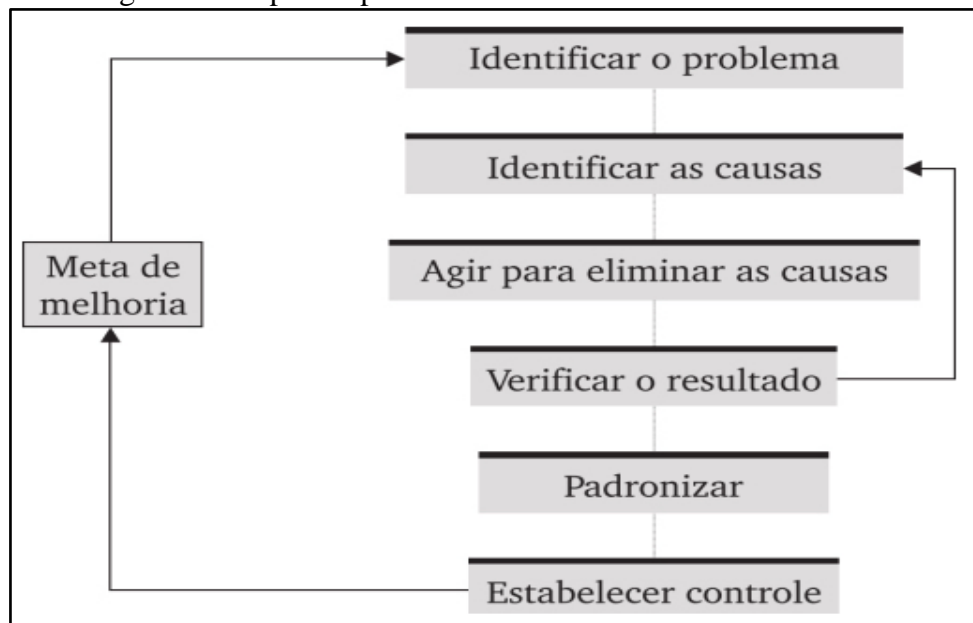 Identificar o problema
Identificar as causas
Agir para eliminar as causas
Meta de
melhoria
Verificar o resultado
Padronizar
Estabelecer controle